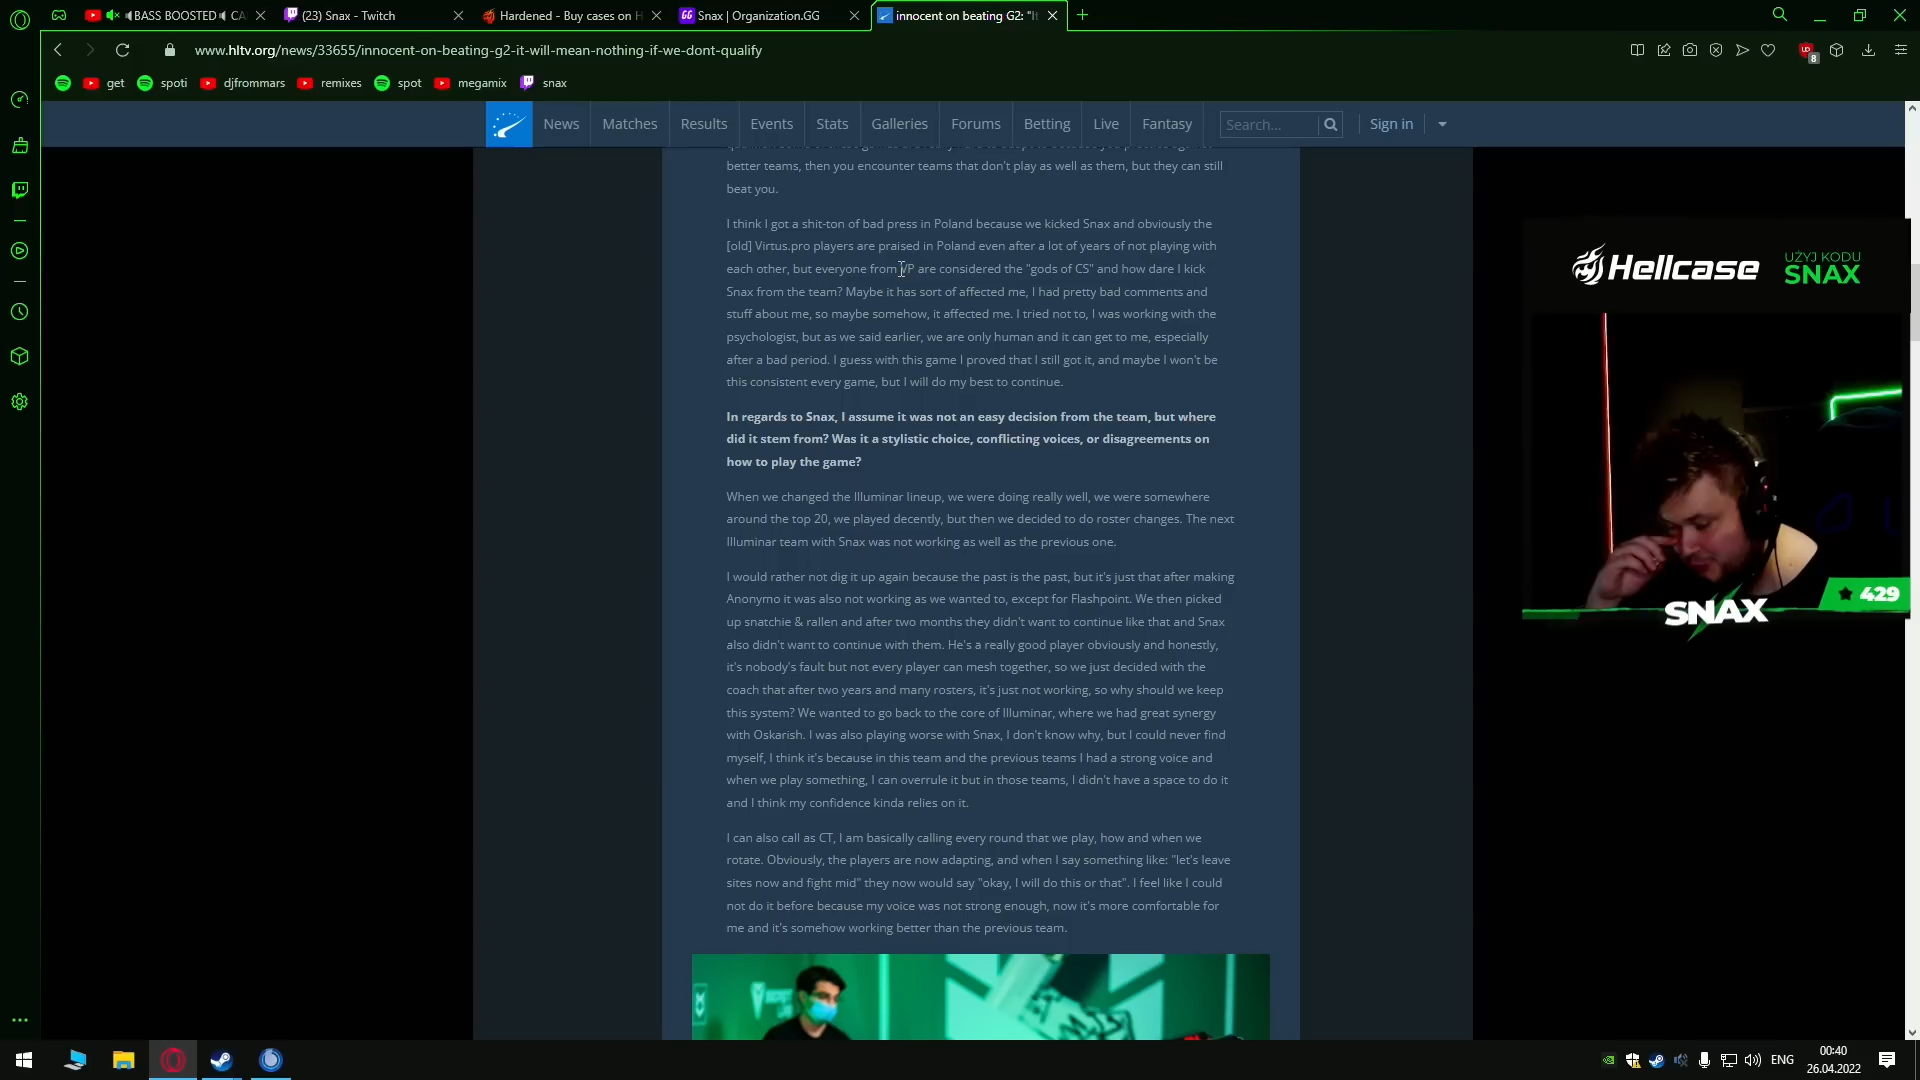 BASS BOOSTED
CA
(23) Snax - Twitch
Hardened - Buy cases on H
GG
Snax | Organization.GG
innocent on beating G2: "It
www.hltv.org/news/33655/innocent-on-beating-g2-it-will-mean-nothing-if-we-dont-qualify
8
get
spoti
djfrommars
remixes
spot
megamix
snax
News
Matches
Results
Events
Stats
Galleries
Forums
Betting
Live
Fantasy
Search...
Sign in
better teams, then you encounter teams that don't play as well as them, but they can still
beat you.
I think I got a shit-ton of bad press in Poland because we kicked Snax and obviously the
[old] Virtus.pro players are praised in Poland even after a lot of years of not playing with
each other, but everyone from VP are considered the "gods of CS" and how dare I kick
Snax from the team? Maybe it has sort of affected me, I had pretty bad comments and
stuff about me, so maybe somehow, it affected me. I tried not to, I was working with the
psychologist, but as we said earlier, we are only human and it can get to me, especially
after a bad period. I guess with this game I proved that I still got it, and maybe I won't be
this consistent every game, but I will do my best to continue.
In regards to Snax, I assume it was not an easy decision from the team, but where
did it stem from? Was it a stylistic choice, conflicting voices, or disagreements on
how to play the game?
When we changed the Illuminar lineup, we were doing really well, we were somewhere
around the top 20, we played decently, but then we decided to do roster changes. The next
Illuminar team with Snax was not working as well as the previous one.
I would rather not dig it up again because the past is the past, but it's just that after making
Anonymo it was also not working as we wanted to, except for Flashpoint. We then picked
up snatchie & rallen and after two months they didn't want to continue like that and Snax
also didn't want to continue with them. He's a really good player obviously and honestly,
it's nobody's fault but not every player can mesh together, so we just decided with the
coach that after two years and many rosters, it's just not working, so why should we keep
this system? We wanted to go back to the core of Illuminar, where we had great synergy
with Oskarish. I was also playing worse with Snax, I don't know why, but I could never find
myself, I think it's because in this team and the previous teams I had a strong voice and
when we play something, I can overrule it but in those teams, I didn't have a space to do it
and I think my confidence kinda relies on it.
I can also call as CT, I am basically calling every round that we play, how and when we
rotate. Obviously, the players are now adapting, and when I say something like: "let's leave
sites now and fight mid" they now would say "okay, I will do this or that". I feel like I could
not do it before because my voice was not strong enough, now it's more comfortable for
me and it's somehow working better than the previous team.
Hellcase
UŻYJ KODU
SNAX
429
SNAX
ENG
00:40
26.04.2022